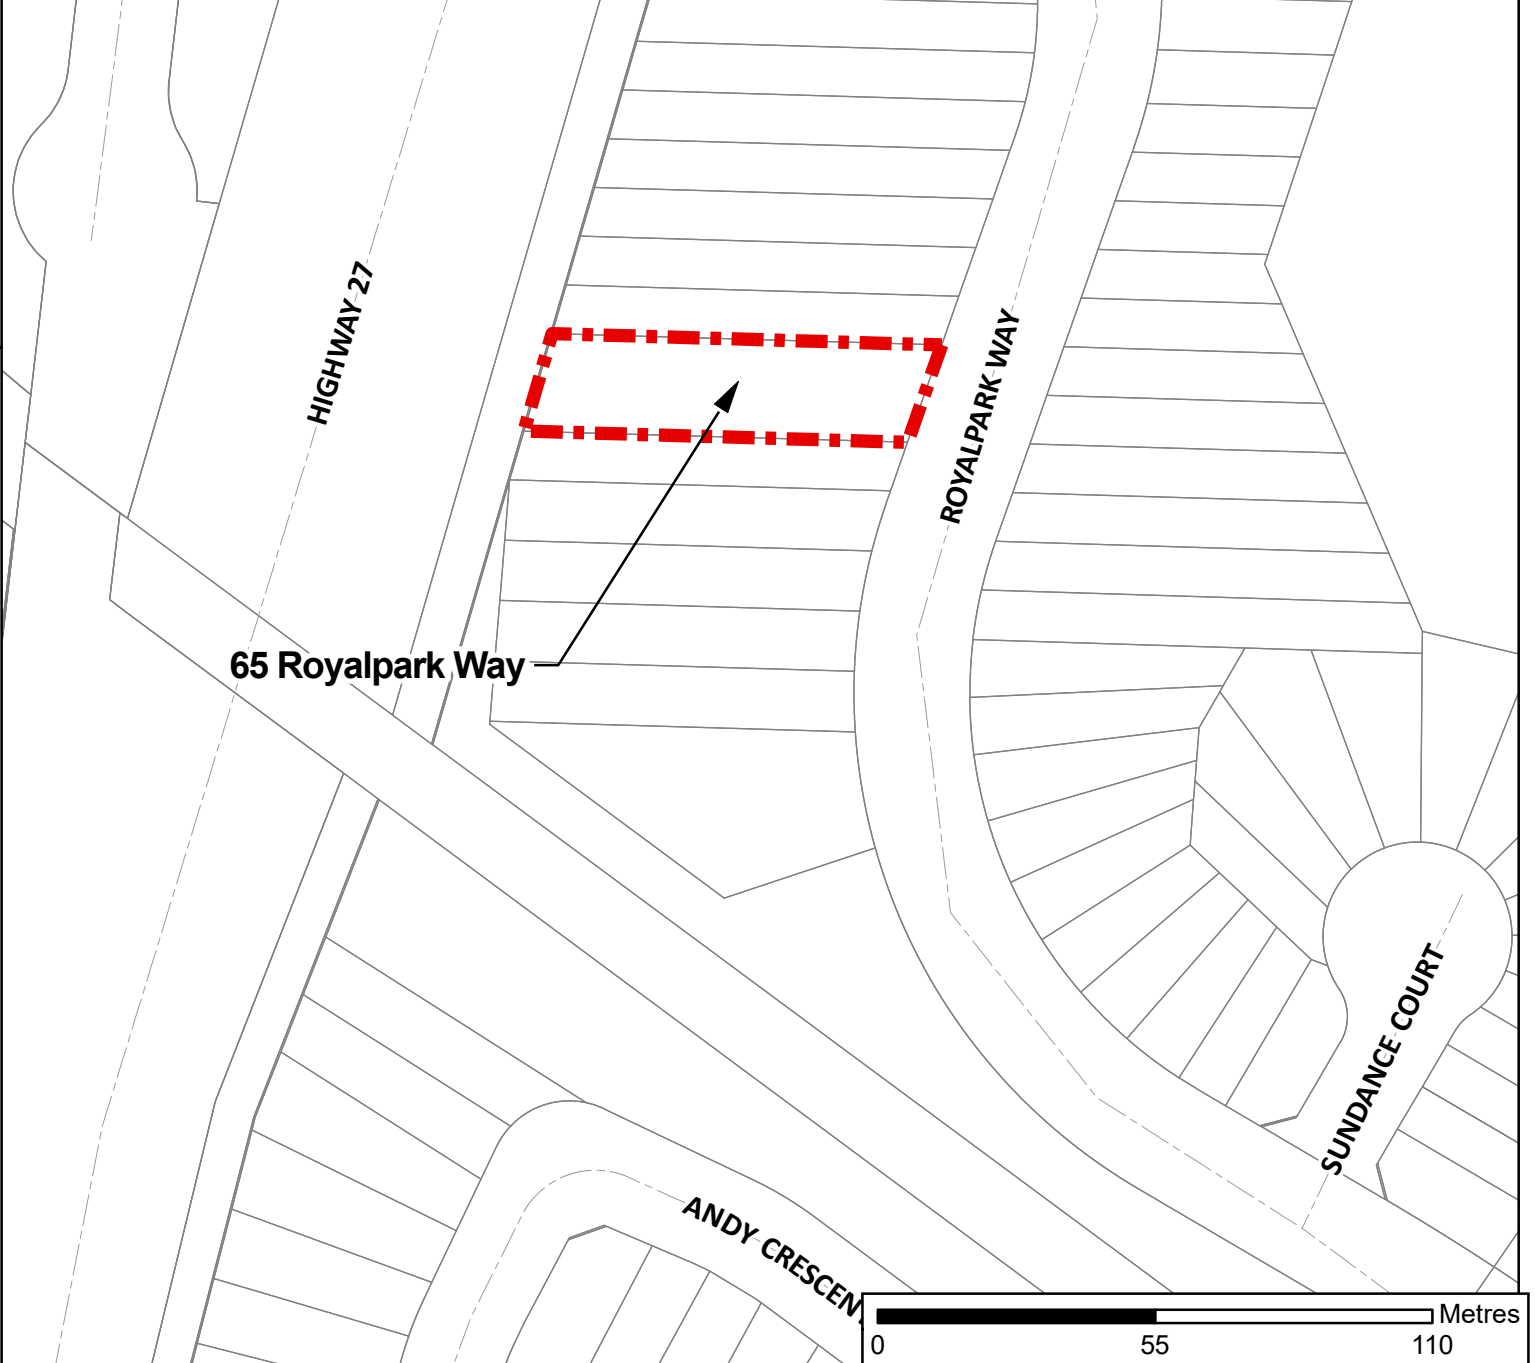 HIGHWAY 27
ROYALPARK WAY
65 Royalpark Way
SUNDANCE COURT
ANDY CRESCEN
Metres
0 55 110